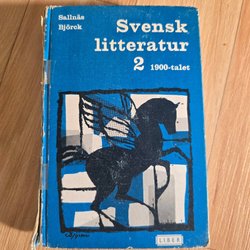 Sallnäs
Björck
Svensk
litteratur
2 1900-talet
LIBER